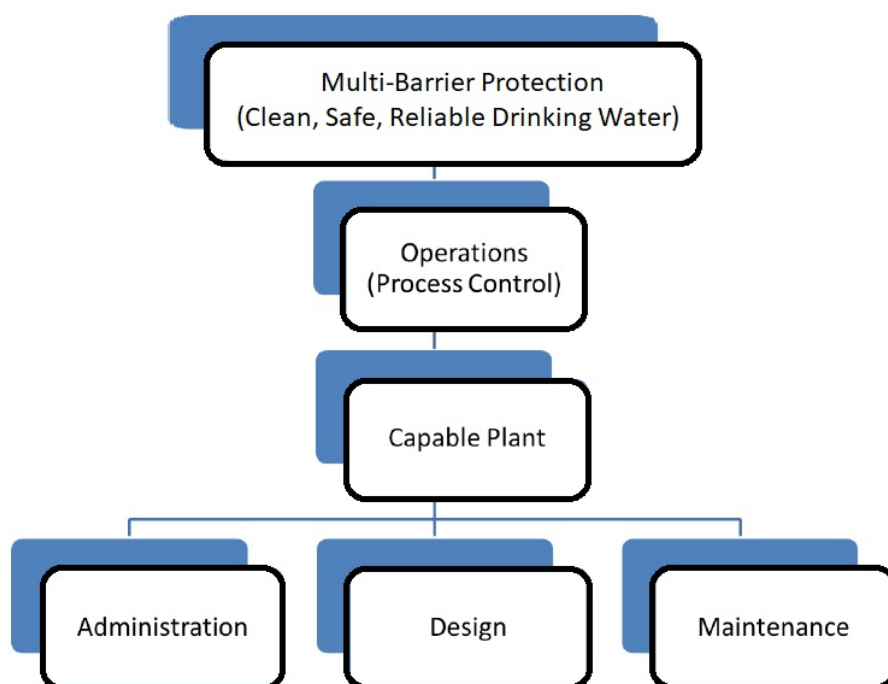 Multi-Barrier Protection
(Clean, Safe, Reliable Drinking Water)
Operations
(Process Control)
Capable Plant
Administration
Design
Maintenance